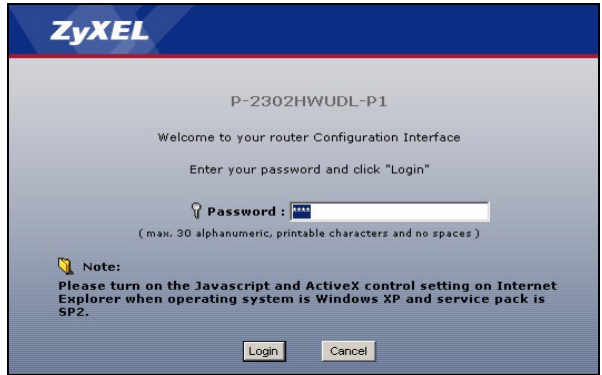 ZyXEL
P-2302HWUDL-P1
Welcome to your router Configuration Interface
Enter your password and click "Login"
Password : ****
( max. 30 alphanumeric, printable characters and no spaces )
Note:
Please turn on the Javascript and ActiveX control setting on Internet
Explorer when operating system is Windows XP and service pack is
SP2.
Login Cancel